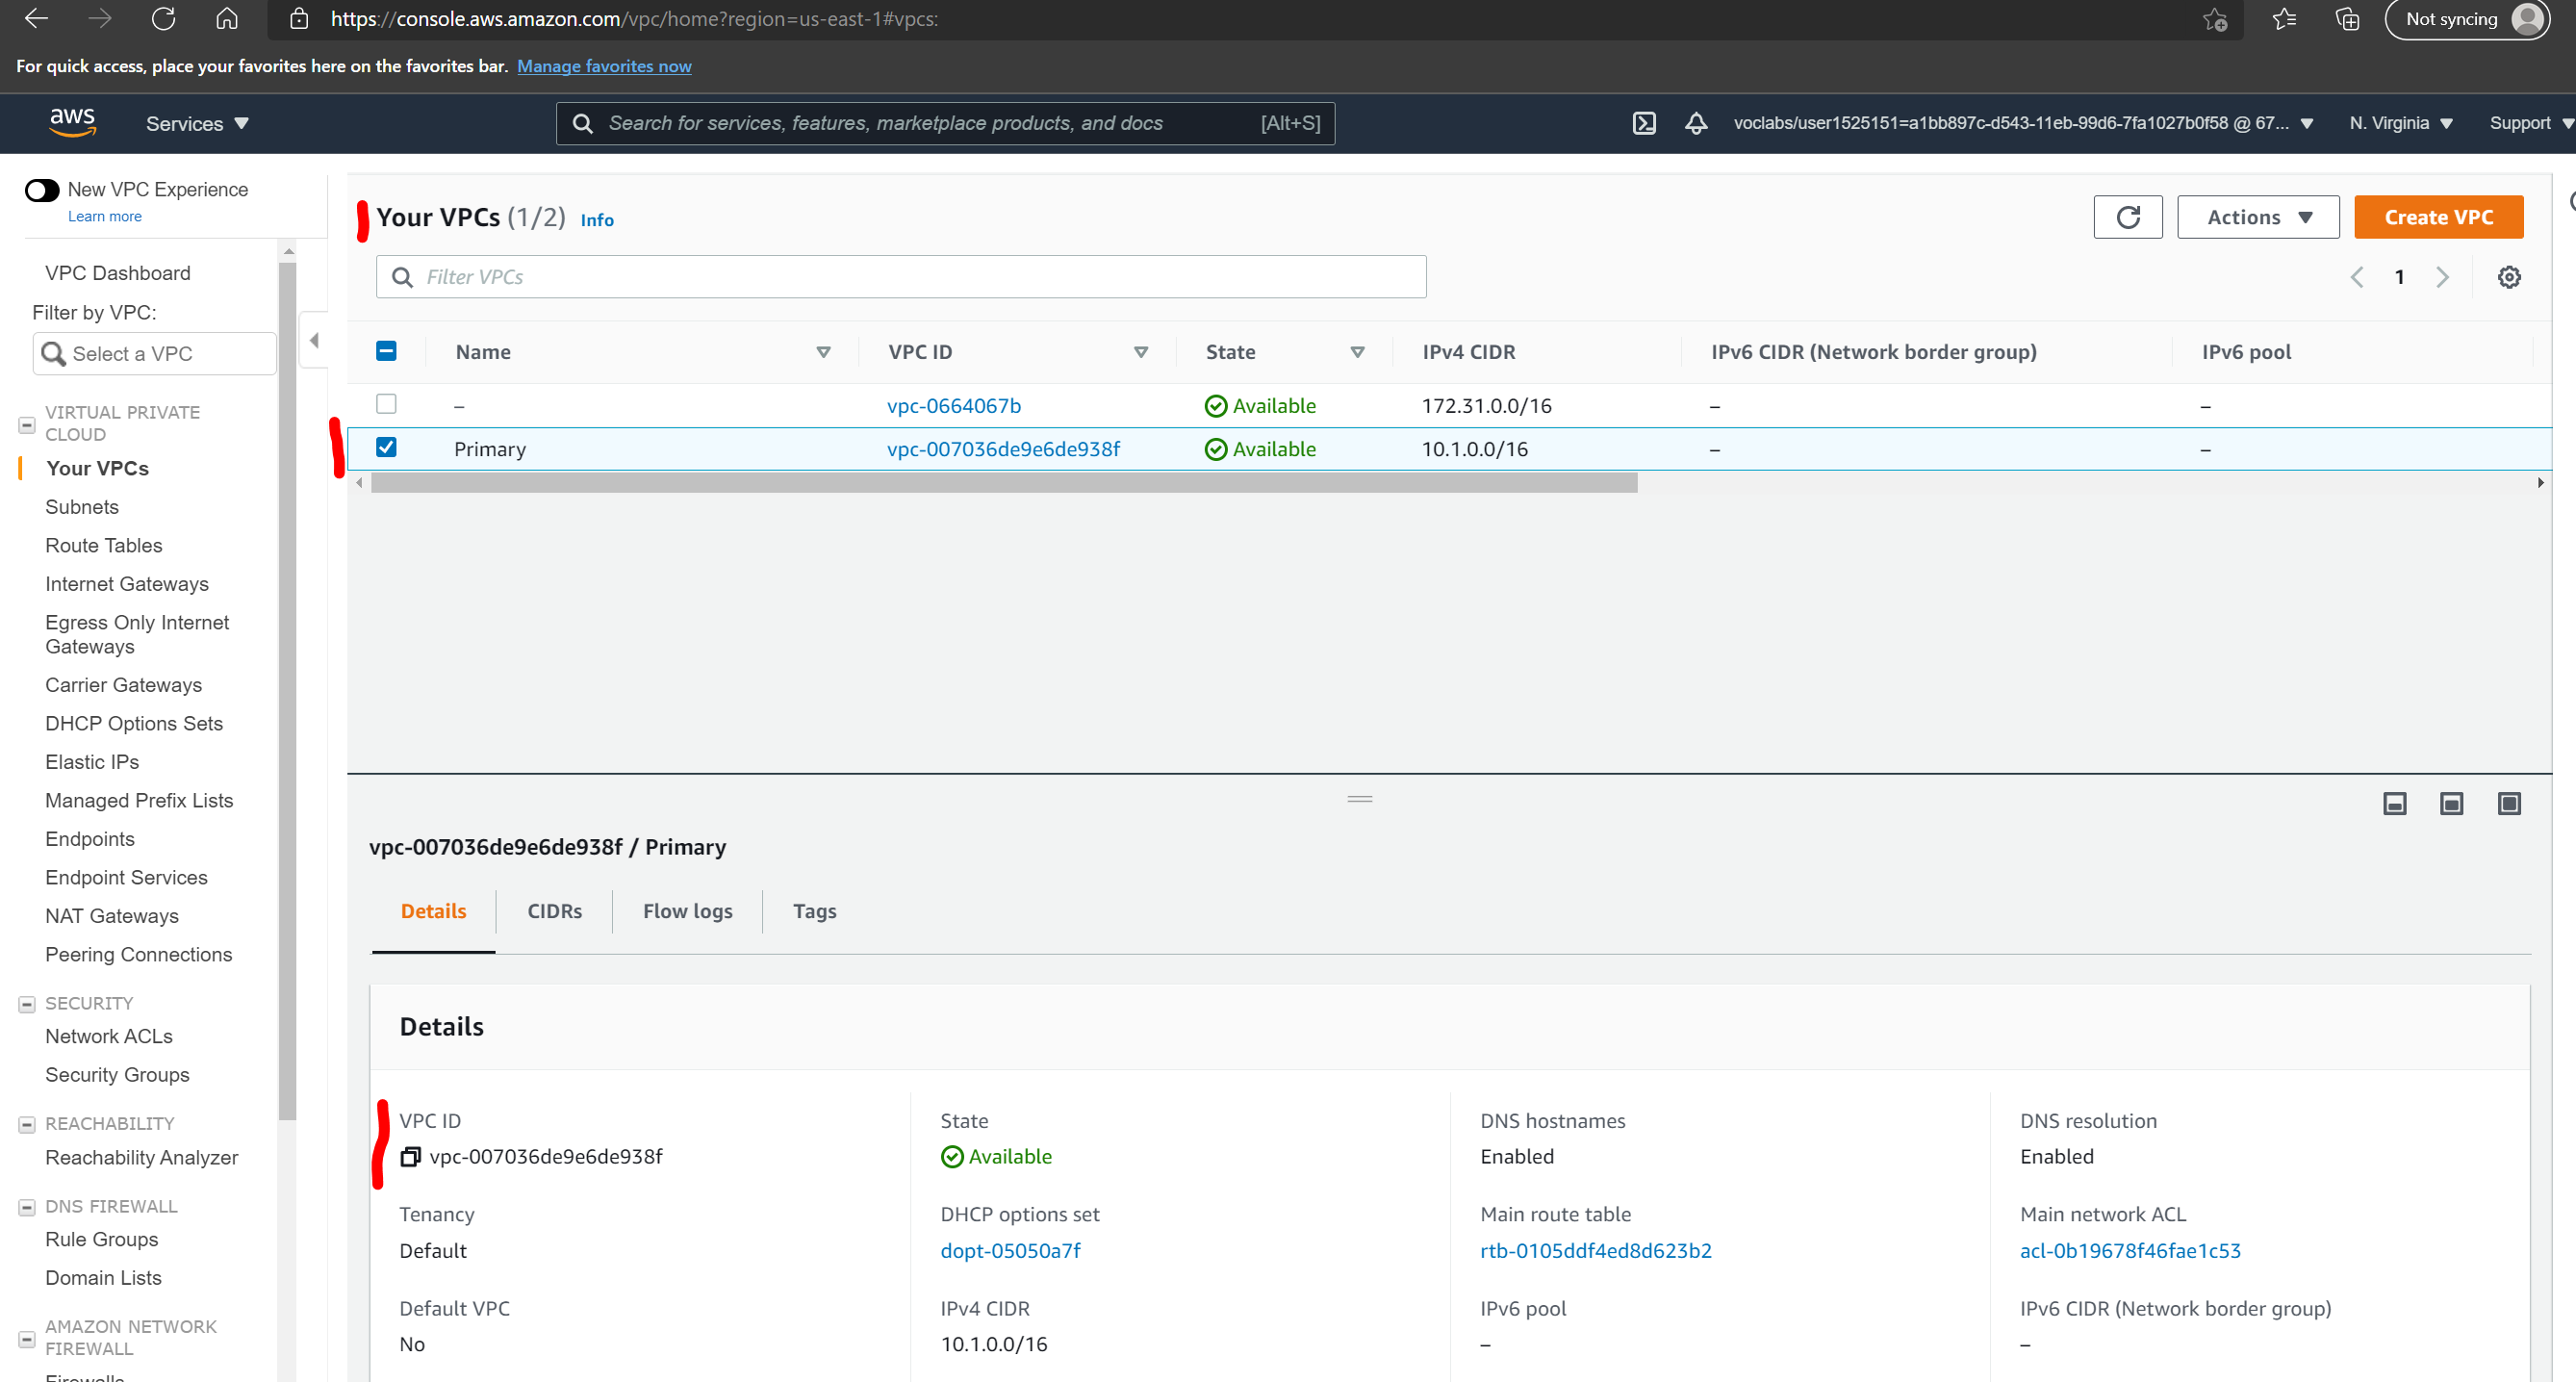 https://console.aws.amazon.com/vpc/home?region=us-east-1#vpcs:
Not syncing
For quick access, place your favorites here on the favorites bar. Manage favorites now
aws
Services
Search for services, features, marketplace products, and docs [Alt+S]
voclabs/user1525151=a1bb897c-d543-11eb-99d6-7fa1027b0f58 @ 67...
N. Virginia
Support
New VPC Experience
Learn more
VPC Dashboard
Filter by VPC:
Select a VPC
VIRTUAL PRIVATE
CLOUD
Your VPCs
Subnets
Route Tables
Internet Gateways
Egress Only Internet
Gateways
Carrier Gateways
DHCP Options Sets
Elastic IPs
Managed Prefix Lists
Endpoints
Endpoint Services
NAT Gateways
Peering Connections
SECURITY
Network ACLs
Security Groups
REACHABILITY
Reachability Analyzer
DNS FIREWALL
Rule Groups
Domain Lists
AMAZON NETWORK
FIREWALL
Firewalls
Your VPCs (1/2) Info
Actions
Create VPC
Filter VPCs
1
Name VPC ID State IPv4 CIDR IPv6 CIDR (Network border group) IPv6 pool
– vpc-0664067b Available 172.31.0.0/16 – –
Primary vpc-007036de9e6de938f Available 10.1.0.0/16 – –
vpc-007036de9e6de938f / Primary
Details CIDRs Flow logs Tags
Details
VPC ID State DNS hostnames DNS resolution
vpc-007036de9e6de938f Available Enabled Enabled
Tenancy DHCP options set Main route table Main network ACL
Default dopt-05050a7f rtb-0105ddf4ed8d623b2 acl-0b19678f46fae1c53
Default VPC IPv4 CIDR IPv6 pool IPv6 CIDR (Network border group)
No 10.1.0.0/16 – –